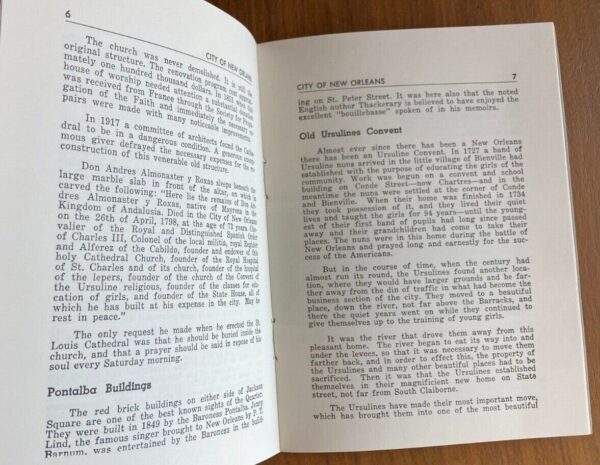 6
CITY OF NEW ORLEANS
The church was never demolished. It is still the
original structure. The renovation program cost approxi-
mately one hundred thousand dollars. In 1851 when the
house of worship needed attention a substantial gift
was received from France through the Society of Propa-
gation of the Faith and immediately the necessary re-
pairs were made with many noticeable improvements.
In 1917 a committee of architects found the Cathe-
dral to be in a dangerous condition. A generous anony-
mous giver defrayed the necessary expenses for the re-
construction of this venerable old structure.
Don Andres Almonaster y Roxas sleeps beneath the
large marble slab in front of the altar, on which is
carved the following: "Here lie the remains of Don
Andres Almonaster y Roxas, native of Mayrena in the
Kingdom of Andalusia. Died in the City of New Orleans
on the 26th of April, 1798, at the age of 73 years.
valier of the Royal and Distinguished Spanish Order
of Charles III, Colonel of the local militia, royal Regidor
and Alferez of the Cabildo, founder and endower of this
holy Cathedral Church, founder of the Royal Hospital
of St. Charles and of its church, founder of the hospital
of the lepers, founder of the church of the Convent of
the Ursuline religious, founder of the classes for edu-
cation of girls, and founder of the State House, all of
which he has built at his expense in the city. May he
rest in peace."
The only request he made when he erected the St.
Louis Cathedral was that he should be buried inside the
church, and that a prayer should be said in repose of his
soul every Saturday morning.
Pontalba Buildings
The red brick buildings on either side of Jackson
Square are one of the best known sights of the Quarter.
They were built in 1849 by the Baroness Pontalba. Jenny
Lind, the famous singer brought to New Orleans by P. T.
Barnum, was entertained by the Baroness in the build-
CITY OF NEW ORLEANS
7
ing on St. Peter Street. It was here also that the noted
English author Thackerary is believed to have enjoyed the
excellent "bouillebasse" spoken of in his memoirs.
Old Ursulines Convent
Almost ever since there has been a New Orleans
there has been an Ursuline Convent. In 1727 a band of
Ursuline nuns arrived in the little village of Bienville had
established with the purpose of educating the girls of the
community. Work was begun on a convent and school
building on Conde Street—now Chartres—and in the
meantime the nuns were settled at the corner of Conde
and Bienville. When their home was finished in 1734
they took possession of it, and they lived their quiet
lives and taught the girls for 94 years—until the young-
est of their first band of pupils had long since passed
away and their grandchildren had come to take their
places. The nuns were in this home during the battle of
New Orleans and prayed long and earnestly for the suc-
cess of the Americans.
But in the course of time, when the century had
almost run its round, the Ursulines found another loca-
tion, where they would have larger grounds and be far-
ther away from the din of traffic in what had become the
business section of the city. They moved to a beautiful
place, down the river, not far above the Barracks, and
there the quiet years went on while they continued to
give themselves up to the training of young girls.
It was the river that drove them away from this
pleasant home. The river began to eat its way into and
under the levees, so that it was necessary to move them
farther back, and in order to effect this, the property of
the Ursulines and many other beautiful places had to be
sacrificed. Then it was that the Ursulines established
themselves in their magnificient new home on State
street, not far from South Claiborne.
The Ursulines have their most important move,
which has brought them into one of the most beautiful